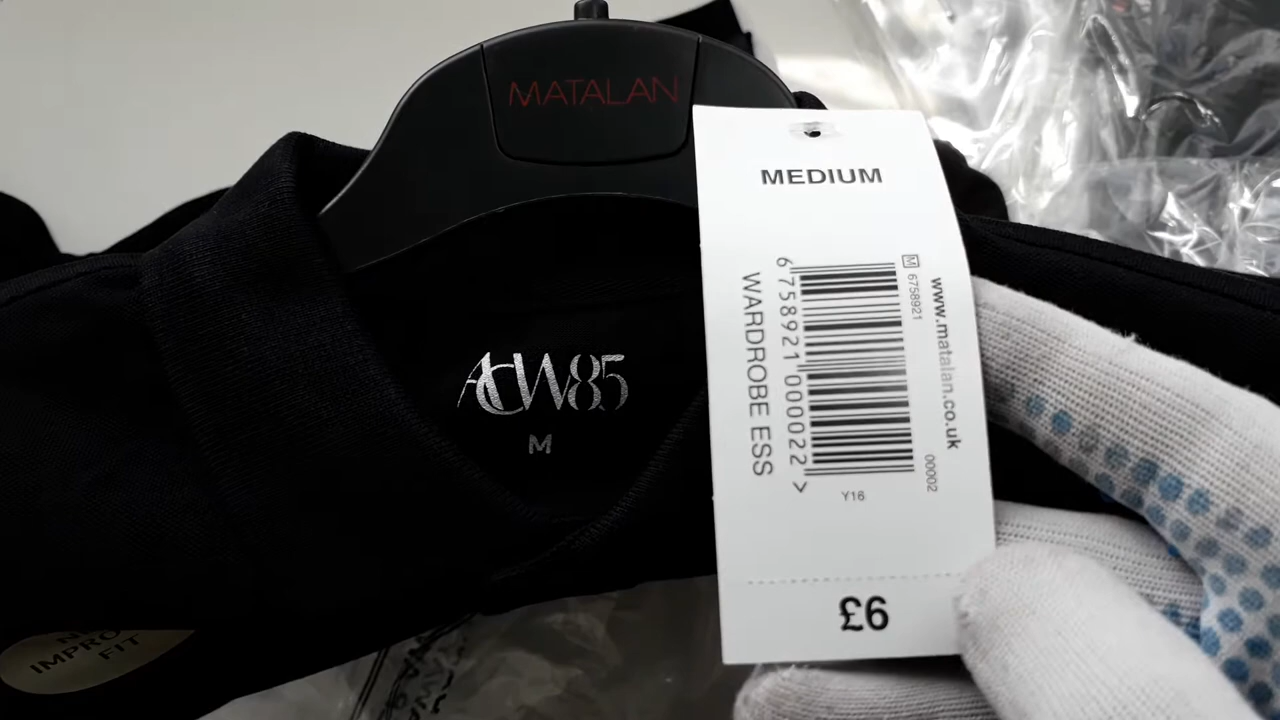 MATALAN
MEDIUM
6 758921 000022 >
WARDROBE ESS
M 6758921
www.matalan.co.uk
00002
Y16
£6
ACW85
M
IMPRO
FIT